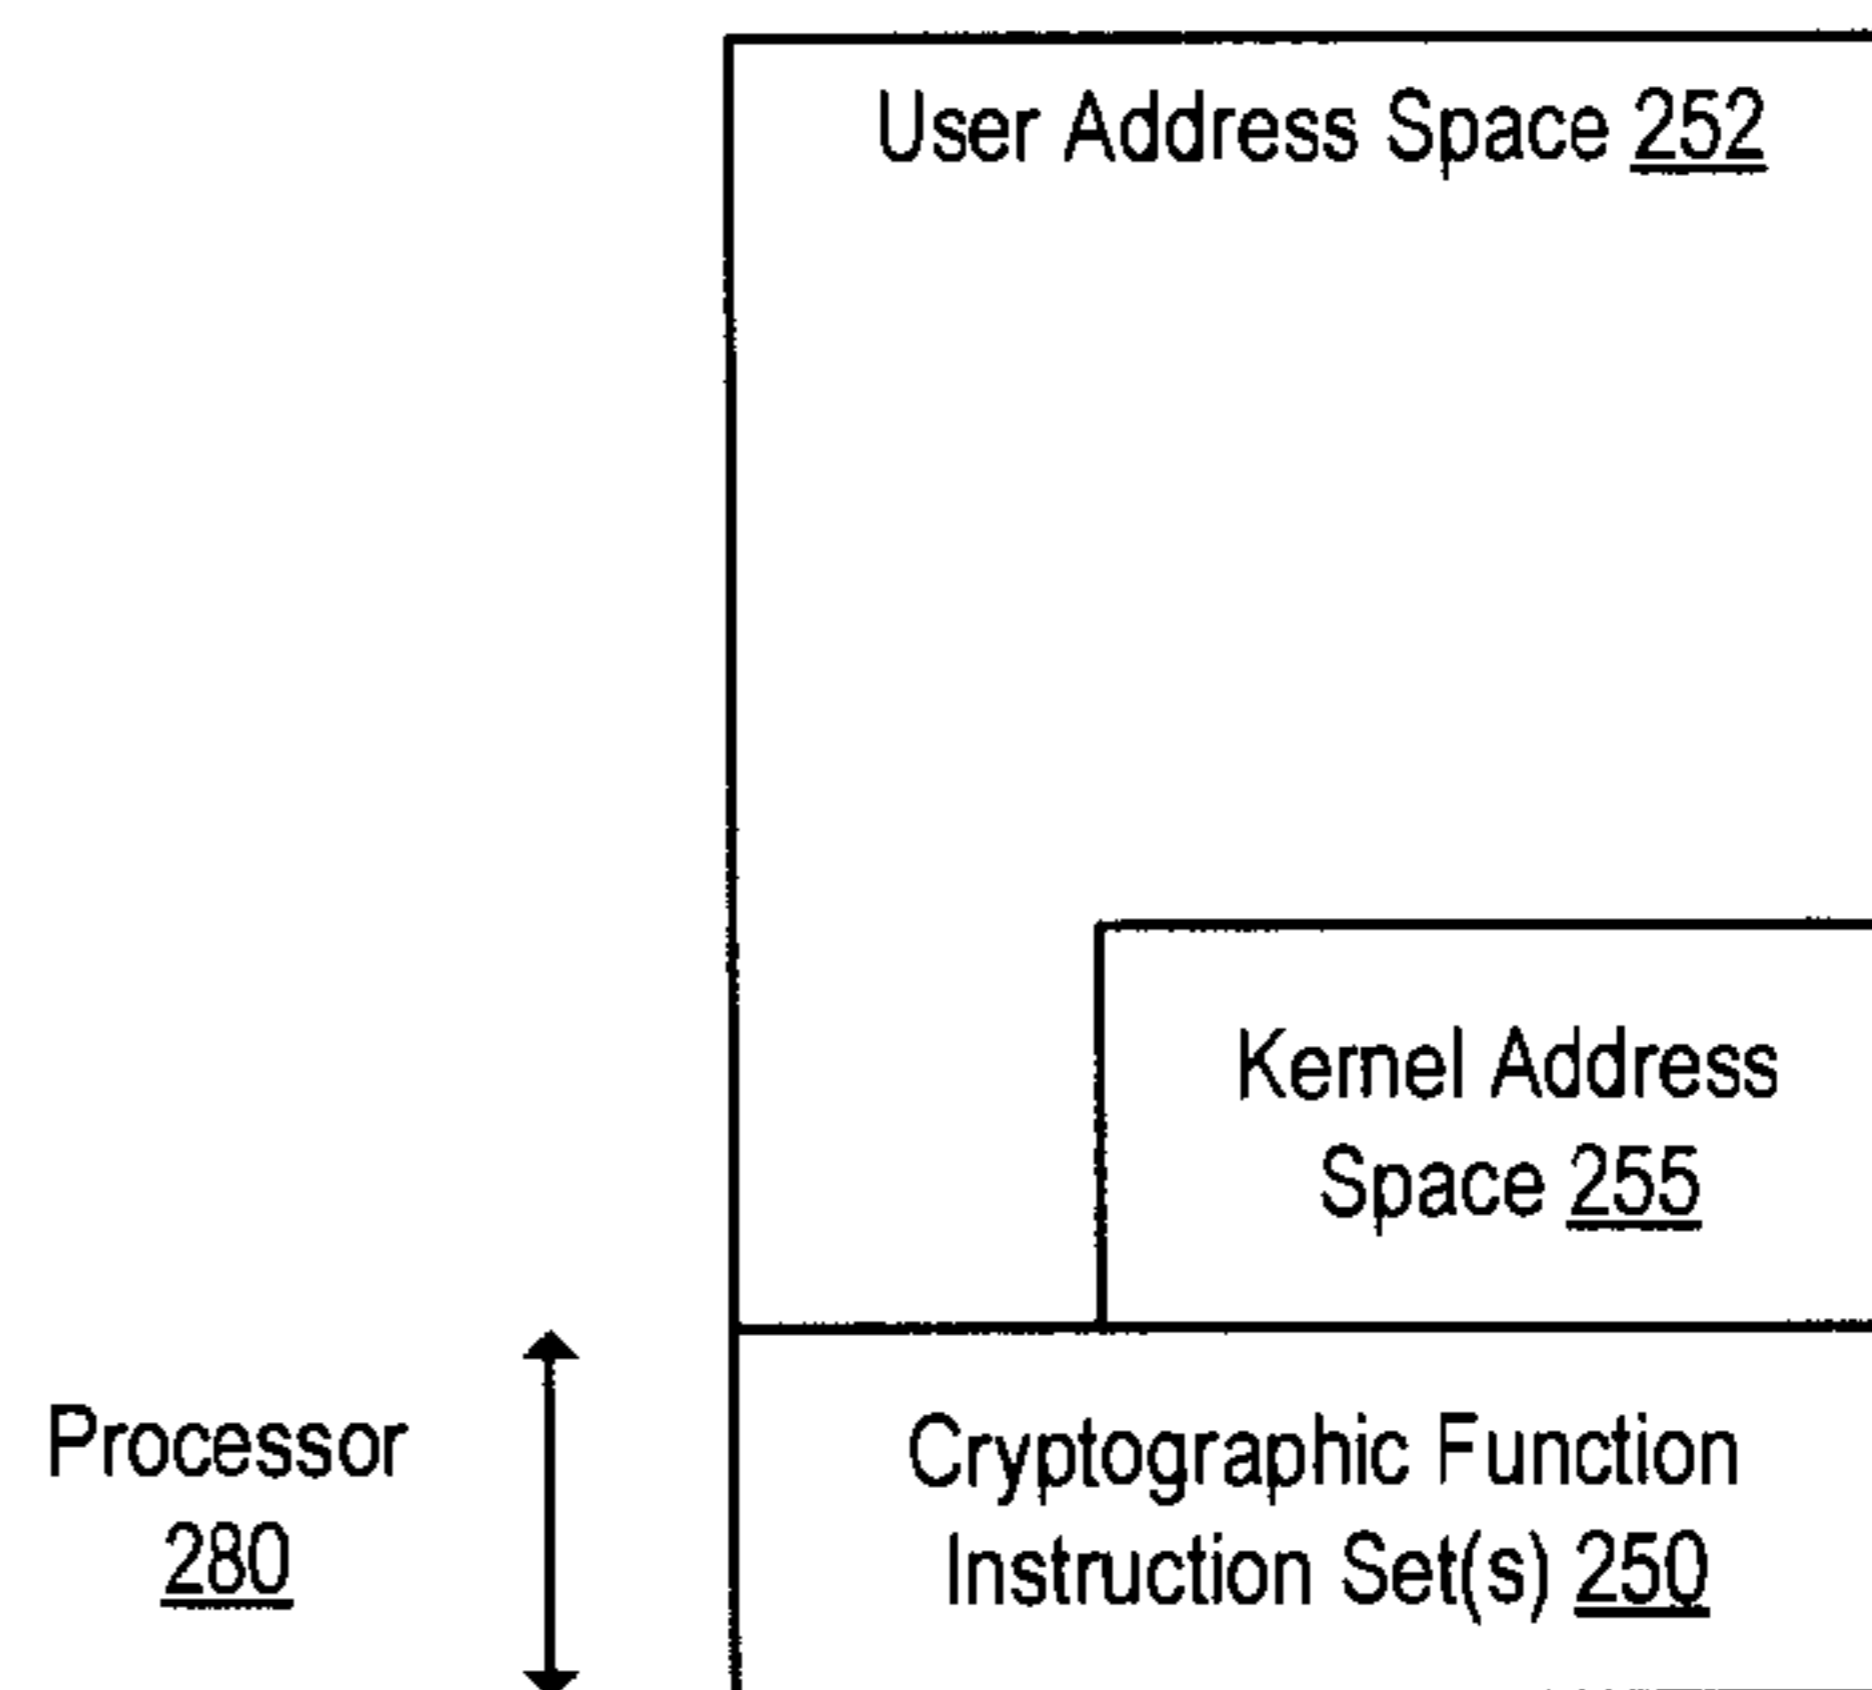 User Address Space 252
Kernel Address
Space 255
Processor
280
Cryptographic Function
Instruction Set(s) 250